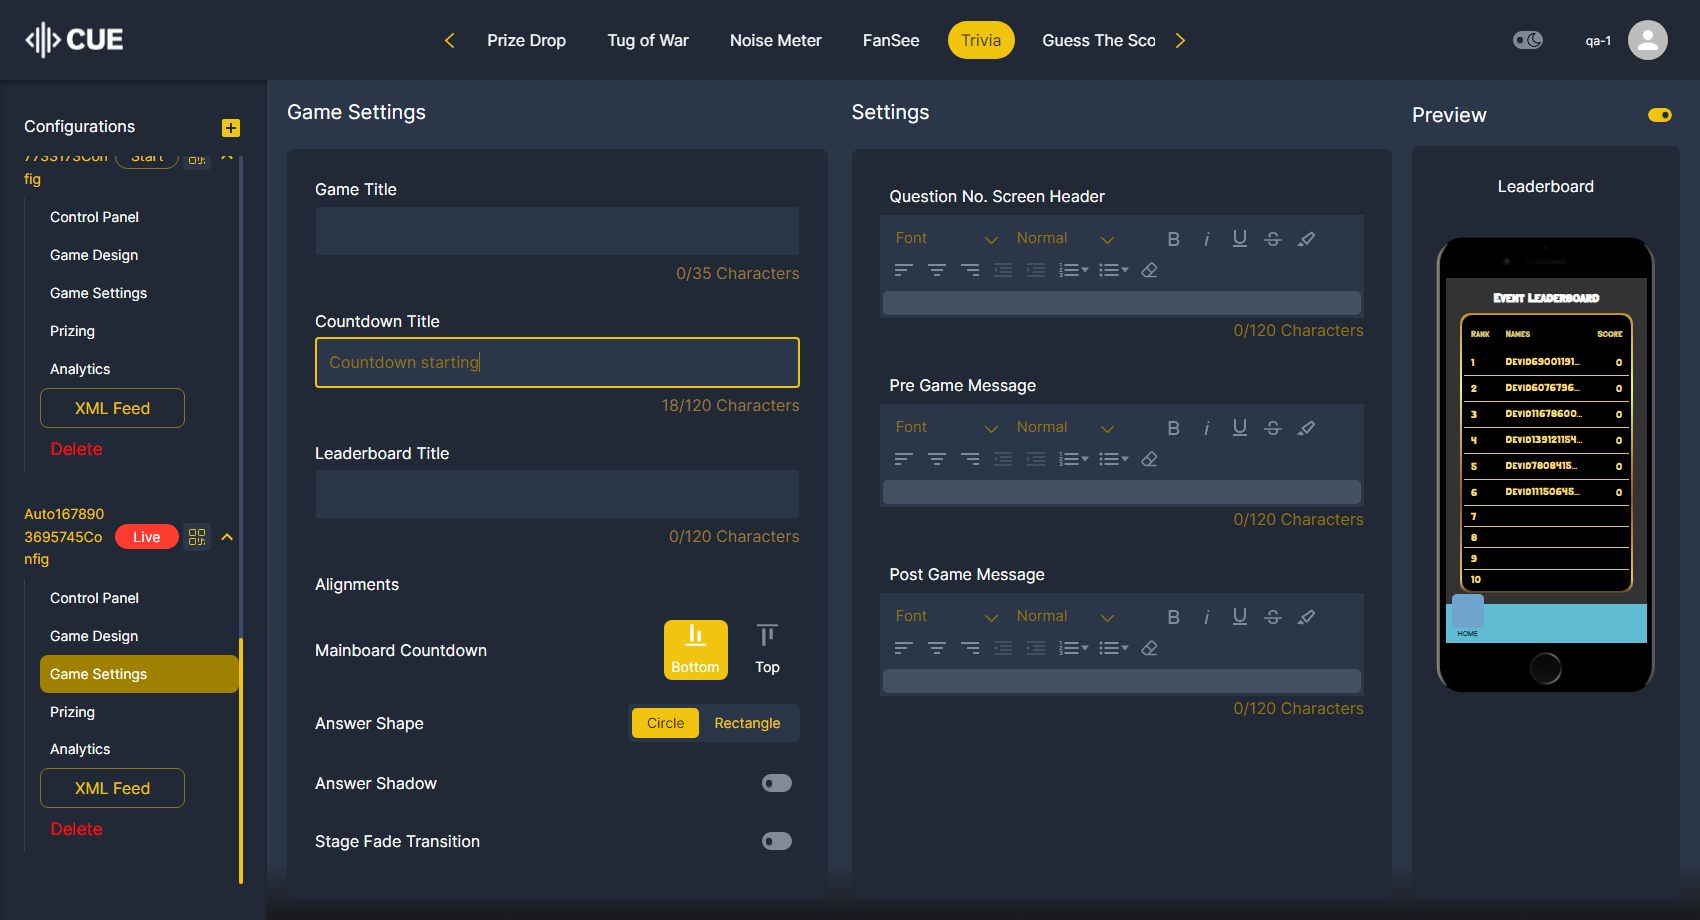 CUE
Prize Drop
Tug of War
Noise Meter
FanSee
Trivia
Guess The Sco
qa-1
Configurations
7733173Con
fig
Start
Control Panel
Game Design
Game Settings
Prizing
Analytics
XML Feed
Delete
Auto167890
3695745Co
nfig
Live
Control Panel
Game Design
Game Settings
Prizing
Analytics
XML Feed
Delete
Game Settings
Game Title
0/35 Characters
Countdown Title
Countdown starting
18/120 Characters
Leaderboard Title
0/120 Characters
Alignments
Mainboard Countdown
Bottom
Top
Answer Shape
Circle
Rectangle
Answer Shadow
Stage Fade Transition
Settings
Question No. Screen Header
Font
Normal
0/120 Characters
Pre Game Message
Font
Normal
0/120 Characters
Post Game Message
Font
Normal
0/120 Characters
Preview
Leaderboard
Event Leaderboard
Rank Names Score
1 DEVID69001191... 0
2 DEVID6076796... 0
3 DEVID11678600... 0
4 DEVID139121154... 0
5 DEVID7808415... 0
6 DEVID11150645... 0
7
8
9
10
HOME